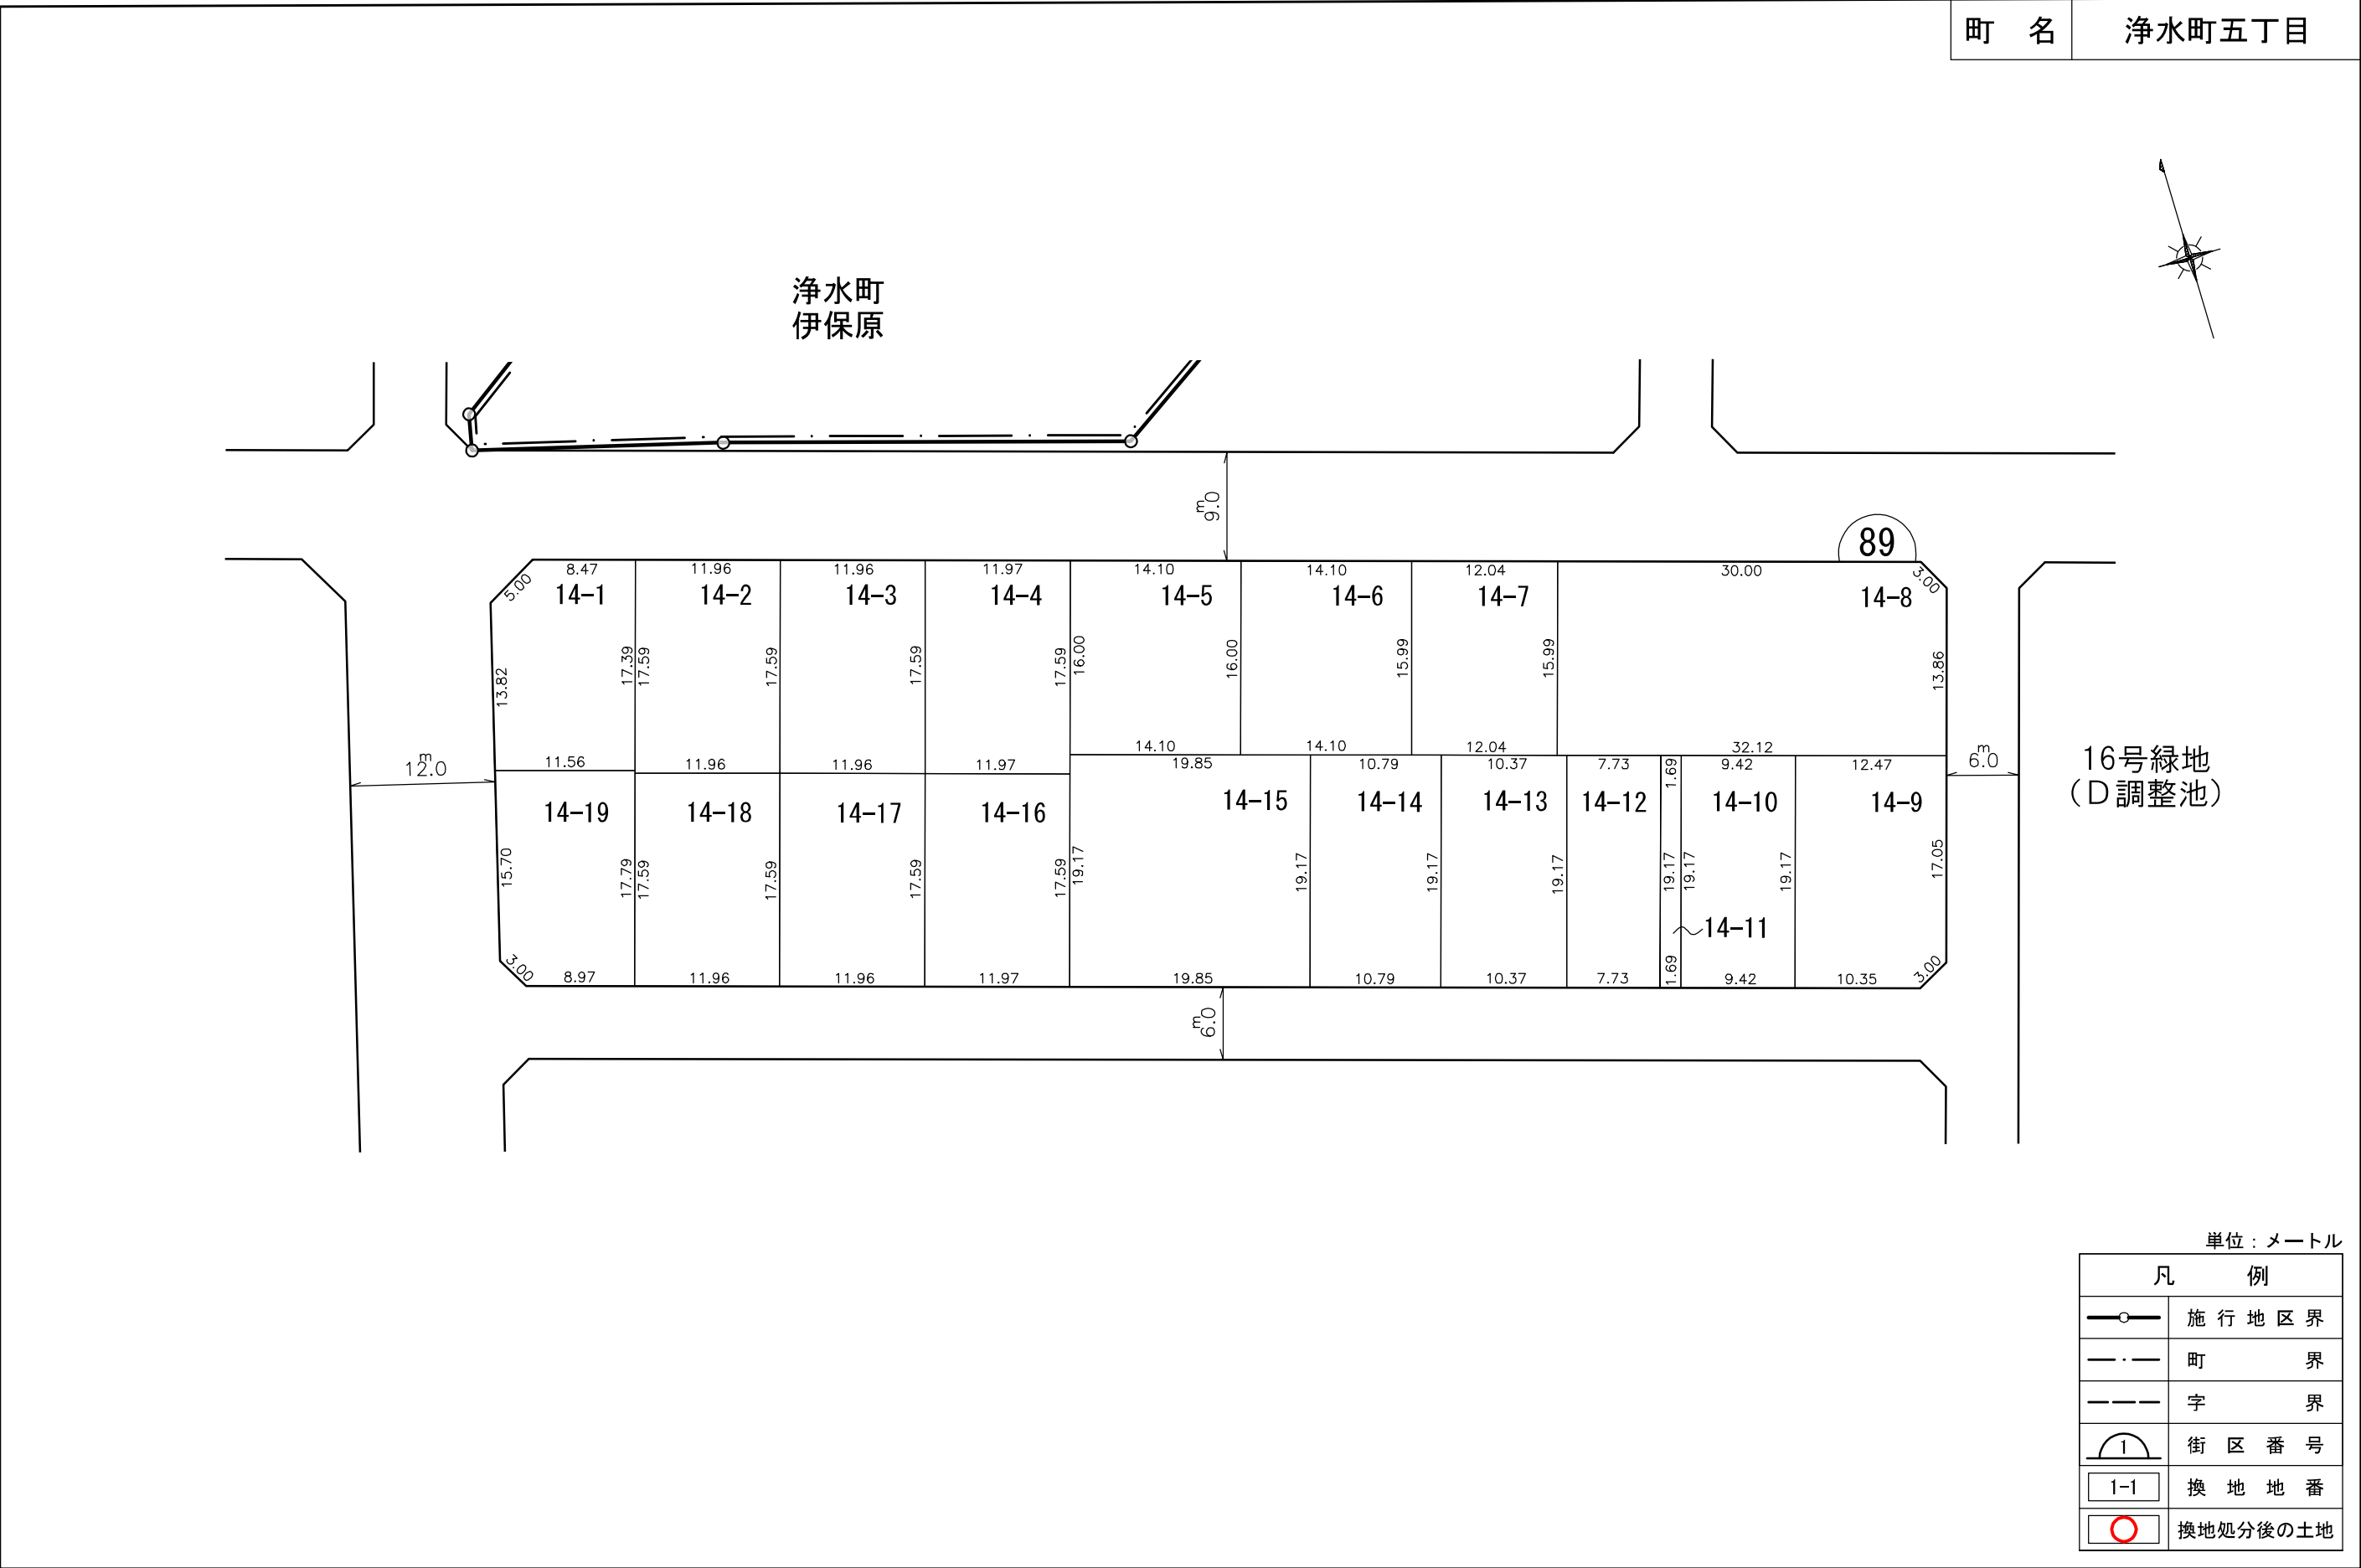 町　名　浄水町五丁目
浄水町
伊保原
9.0m
89
8.47 11.96 11.96 11.97 14.10 14.10 12.04 30.00
5.00 3.00
14-1 14-2 14-3 14-4 14-5 14-6 14-7 14-8
13.82 17.39 17.59 17.59 17.59 17.59 16.00 16.00 15.99 15.99 13.86
14.10 14.10 12.04 32.12
11.56 11.96 11.96 11.97 19.85 10.79 10.37 7.73 1.69 9.42 12.47
12.0m
6.0m
16号緑地
（D調整池）
14-19 14-18 14-17 14-16 14-15 14-14 14-13 14-12 14-10 14-9
15.70 17.79 17.59 17.59 17.59 17.59 19.17 19.17 19.17 19.17 19.17 19.17 19.17 17.05
14-11
3.00 3.00
8.97 11.96 11.96 11.97 19.85 10.79 10.37 7.73 1.69 9.42 10.35
6.0m
単位：メートル
凡　例
施行地区界
町　界
字　界
1 街区番号
1-1 換地地番
換地処分後の土地